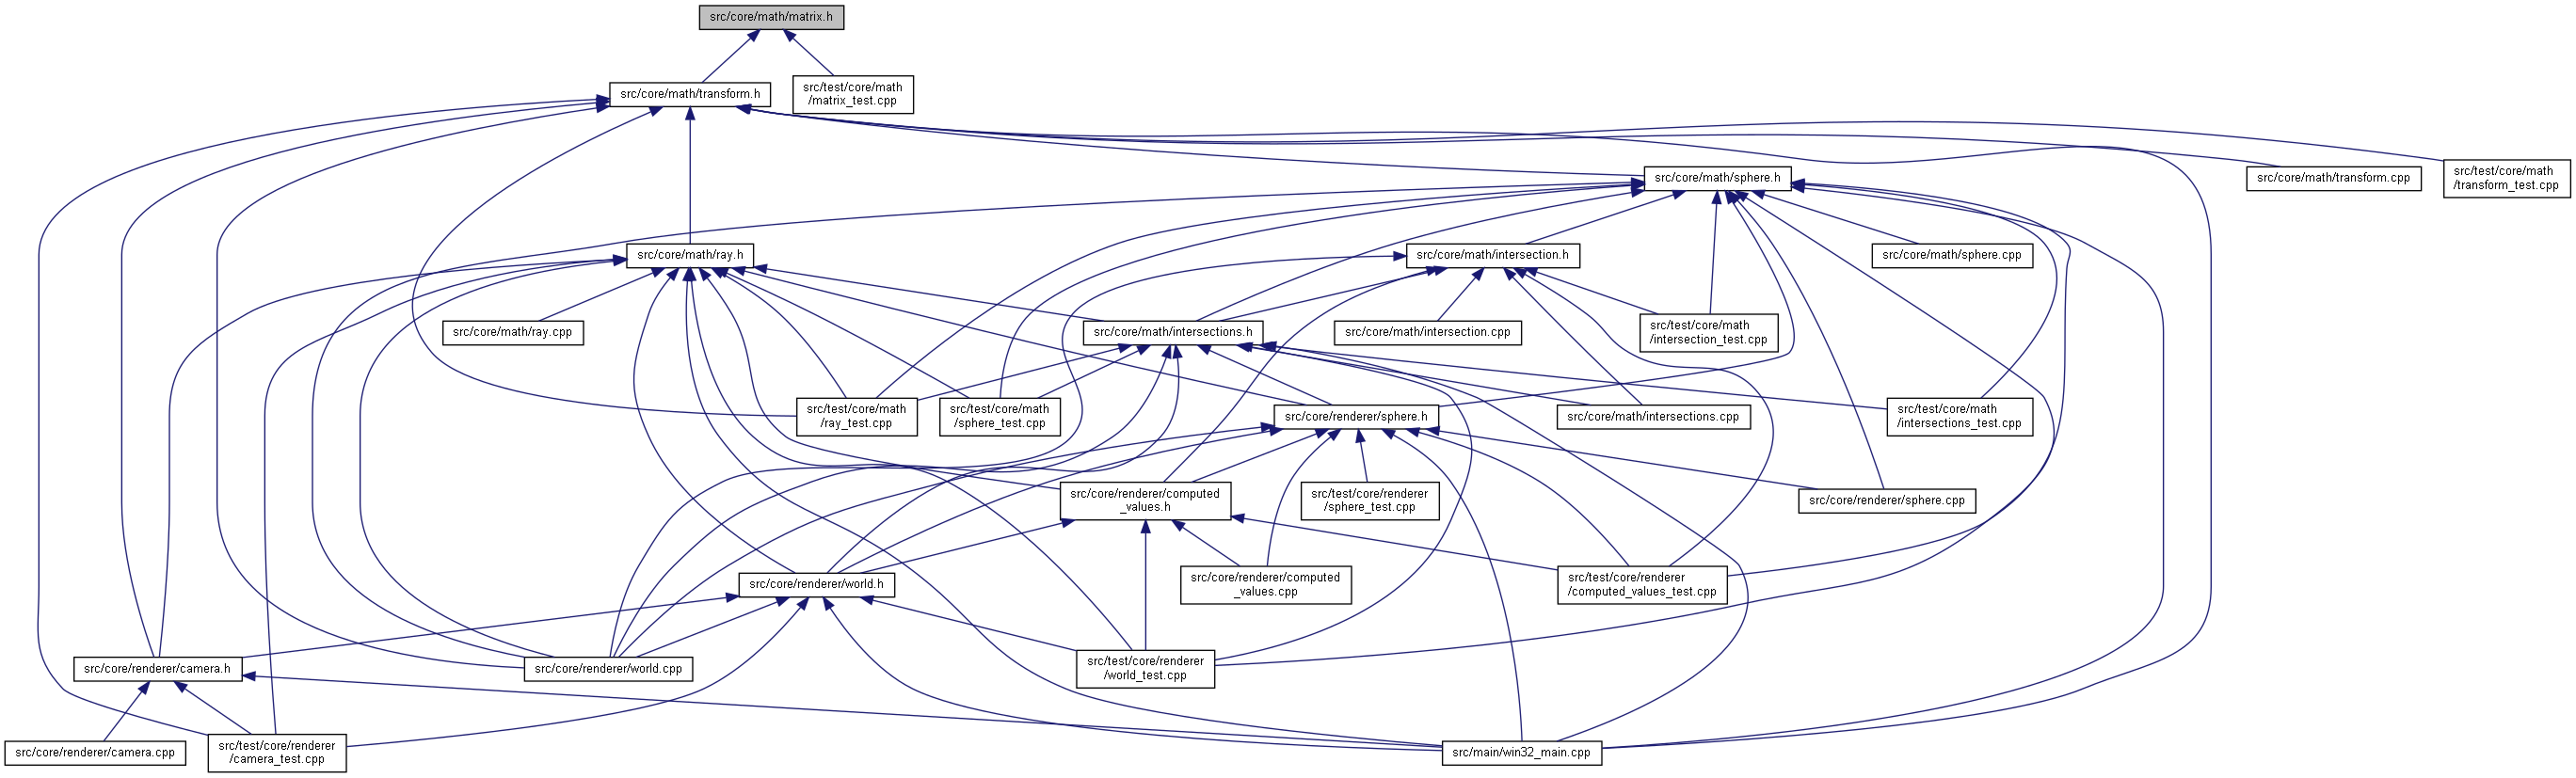 src/core/math/matrix.h
src/core/math/transform.h
src/test/core/math
/matrix_test.cpp
src/core/math/sphere.h
src/core/math/transform.cpp
src/test/core/math
/transform_test.cpp
src/core/math/ray.h
src/core/math/intersection.h
src/core/math/sphere.cpp
src/core/math/ray.cpp
src/core/math/intersections.h
src/core/math/intersection.cpp
src/test/core/math
/intersection_test.cpp
src/test/core/math
/ray_test.cpp
src/test/core/math
/sphere_test.cpp
src/core/renderer/sphere.h
src/core/math/intersections.cpp
src/test/core/math
/intersections_test.cpp
src/core/renderer/computed
_values.h
src/test/core/renderer
/sphere_test.cpp
src/core/renderer/sphere.cpp
src/core/renderer/world.h
src/core/renderer/computed
_values.cpp
src/test/core/renderer
/computed_values_test.cpp
src/core/renderer/camera.h
src/core/renderer/world.cpp
src/test/core/renderer
/world_test.cpp
src/core/renderer/camera.cpp
src/test/core/renderer
/camera_test.cpp
src/main/win32_main.cpp